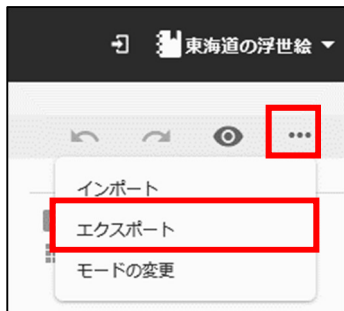 東海道の浮世絵
インポート
エクスポート
モードの変更